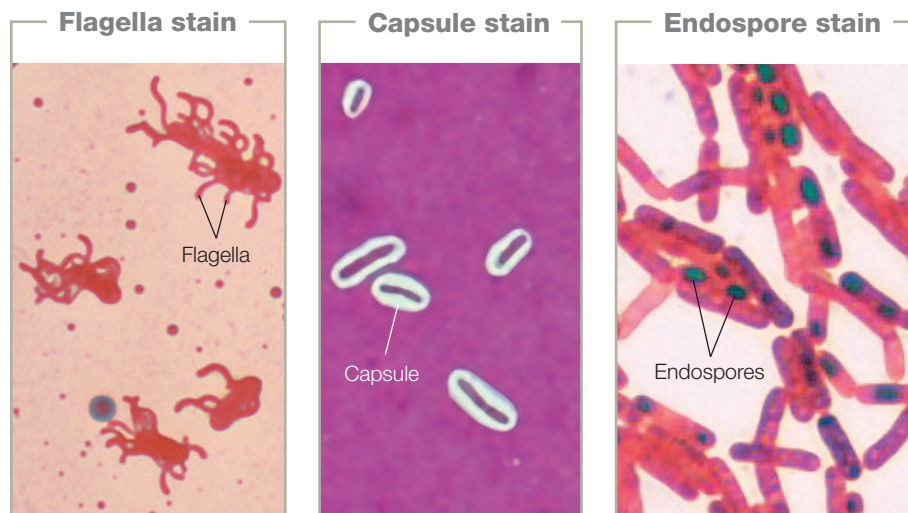 Flagella stain
Capsule stain
Endospore stain
Flagella
Capsule
Endospores